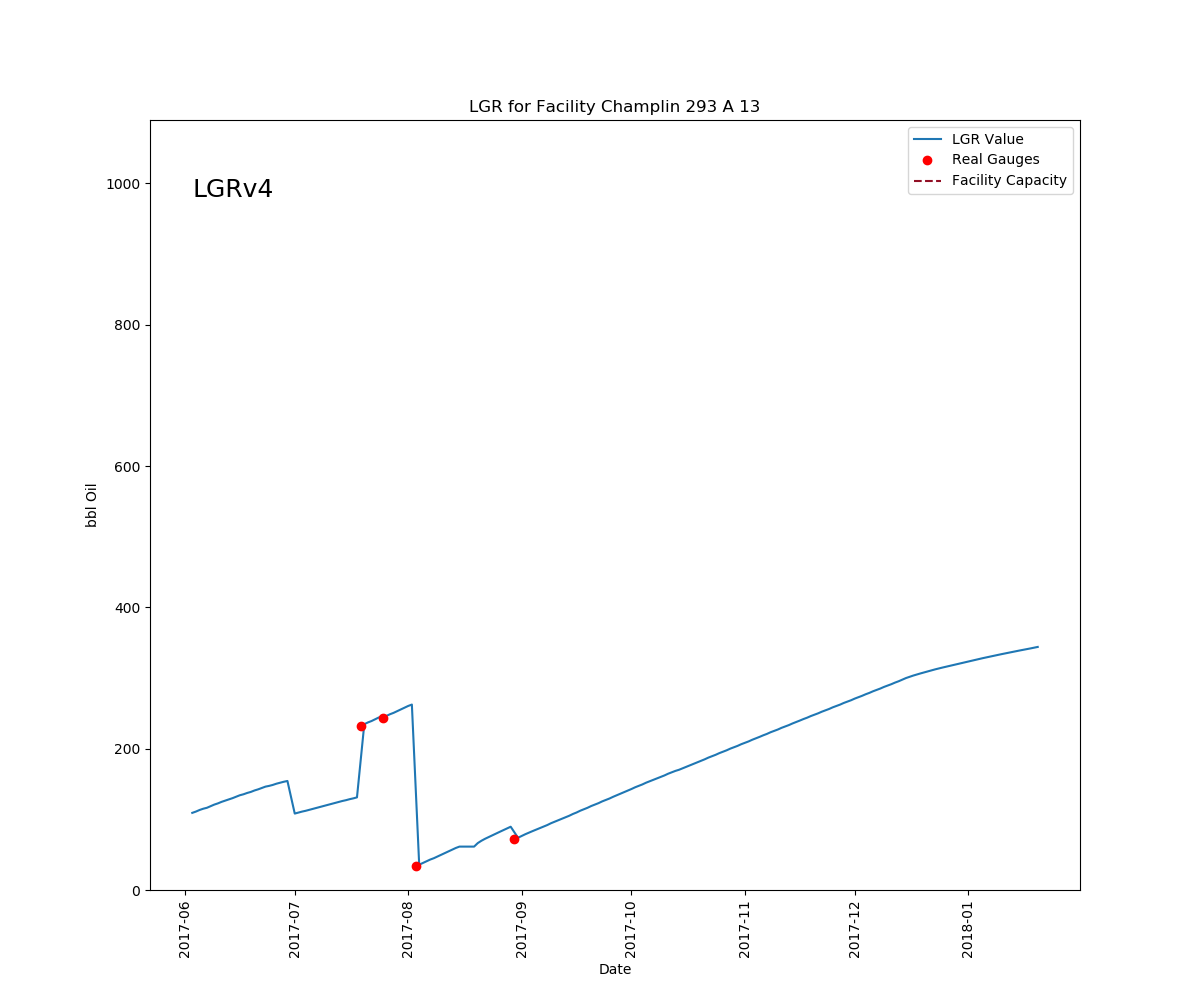 LGR for Facility Champlin 293 A 13
LGRv4
LGR Value
Real Gauges
Facility Capacity
1000
800
600
400
200
0
bbl Oil
2017-06
2017-07
2017-08
2017-09
2017-10
2017-11
2017-12
2018-01
Date